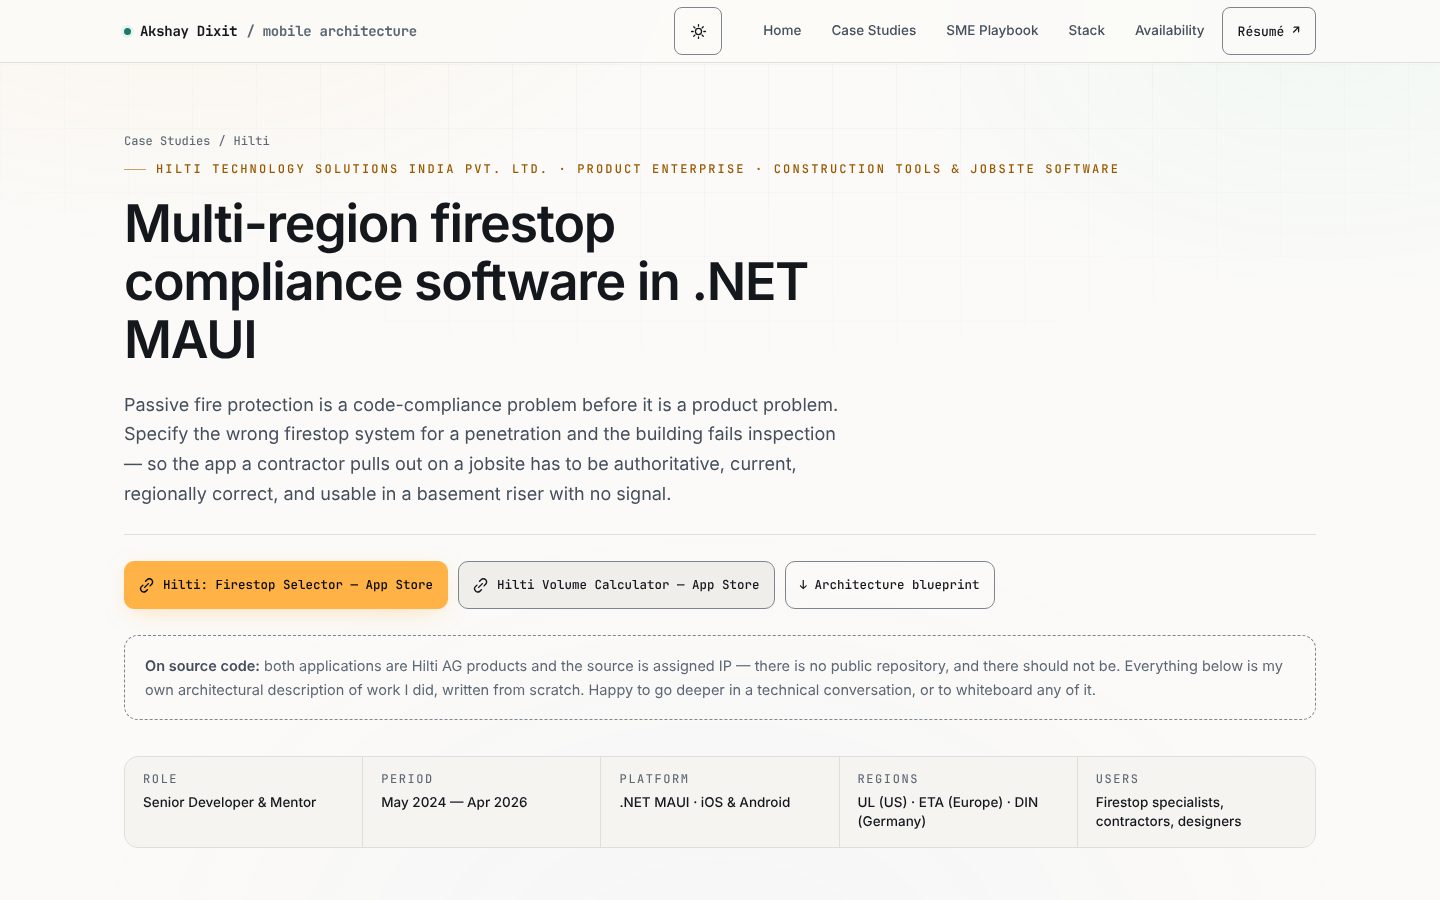 Akshay Dixit / mobile architecture
Home Case Studies SME Playbook Stack Availability Résumé ↗
Case Studies / Hilti
HILTI TECHNOLOGY SOLUTIONS INDIA PVT. LTD. · PRODUCT ENTERPRISE · CONSTRUCTION TOOLS & JOBSITE SOFTWARE
Multi-region firestop
compliance software in .NET
MAUI
Passive fire protection is a code-compliance problem before it is a product problem.
Specify the wrong firestop system for a penetration and the building fails inspection
— so the app a contractor pulls out on a jobsite has to be authoritative, current,
regionally correct, and usable in a basement riser with no signal.
Hilti: Firestop Selector — App Store
Hilti Volume Calculator — App Store
↓ Architecture blueprint
On source code: both applications are Hilti AG products and the source is assigned IP — there is no public repository, and there should not be. Everything below is my
own architectural description of work I did, written from scratch. Happy to go deeper in a technical conversation, or to whiteboard any of it.
ROLE
Senior Developer & Mentor
PERIOD
May 2024 — Apr 2026
PLATFORM
.NET MAUI · iOS & Android
REGIONS
UL (US) · ETA (Europe) · DIN
(Germany)
USERS
Firestop specialists,
contractors, designers